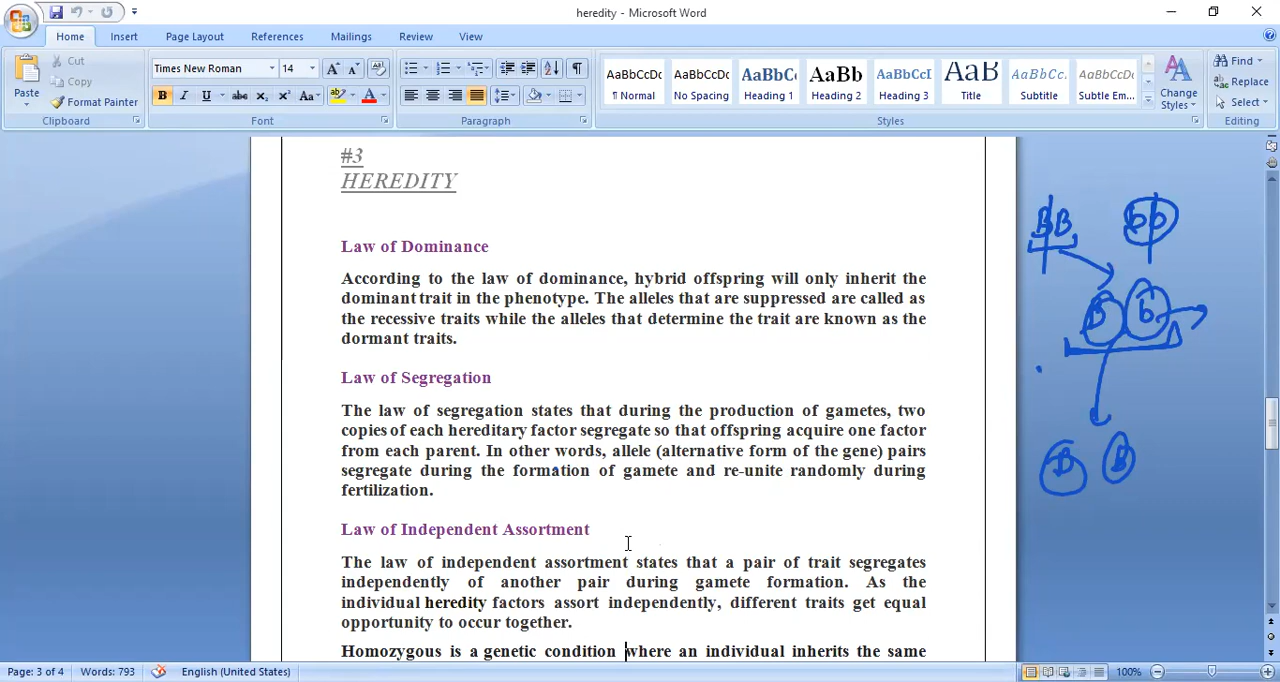 heredity - Microsoft Word
Home Insert Page Layout References Mailings Review View
Paste
Cut
Copy
Format Painter
Clipboard
Times New Roman 14
B I U abc X₂ X² Aa
Font
Paragraph
AaBbCcDc AaBbCcDc AaBbC AaBb AaBbCcI AaB AaBbCc. AaBbCcDc
¶ Normal No Spacing Heading 1 Heading 2 Heading 3 Title Subtitle Subtle Em...
Styles
Change Styles
Find
Replace
Select
Editing
#3
HEREDITY
Law of Dominance
According to the law of dominance, hybrid offspring will only inherit the
dominant trait in the phenotype. The alleles that are suppressed are called as
the recessive traits while the alleles that determine the trait are known as the
dormant traits.
Law of Segregation
The law of segregation states that during the production of gametes, two
copies of each hereditary factor segregate so that offspring acquire one factor
from each parent. In other words, allele (alternative form of the gene) pairs
segregate during the formation of gamete and re-unite randomly during
fertilization.
Law of Independent Assortment
The law of independent assortment states that a pair of trait segregates
independently of another pair during gamete formation. As the
individual heredity factors assort independently, different traits get equal
opportunity to occur together.
Homozygous is a genetic condition where an individual inherits the same
BB bb
B b
B B
Page: 3 of 4 Words: 793 English (United States) 100%